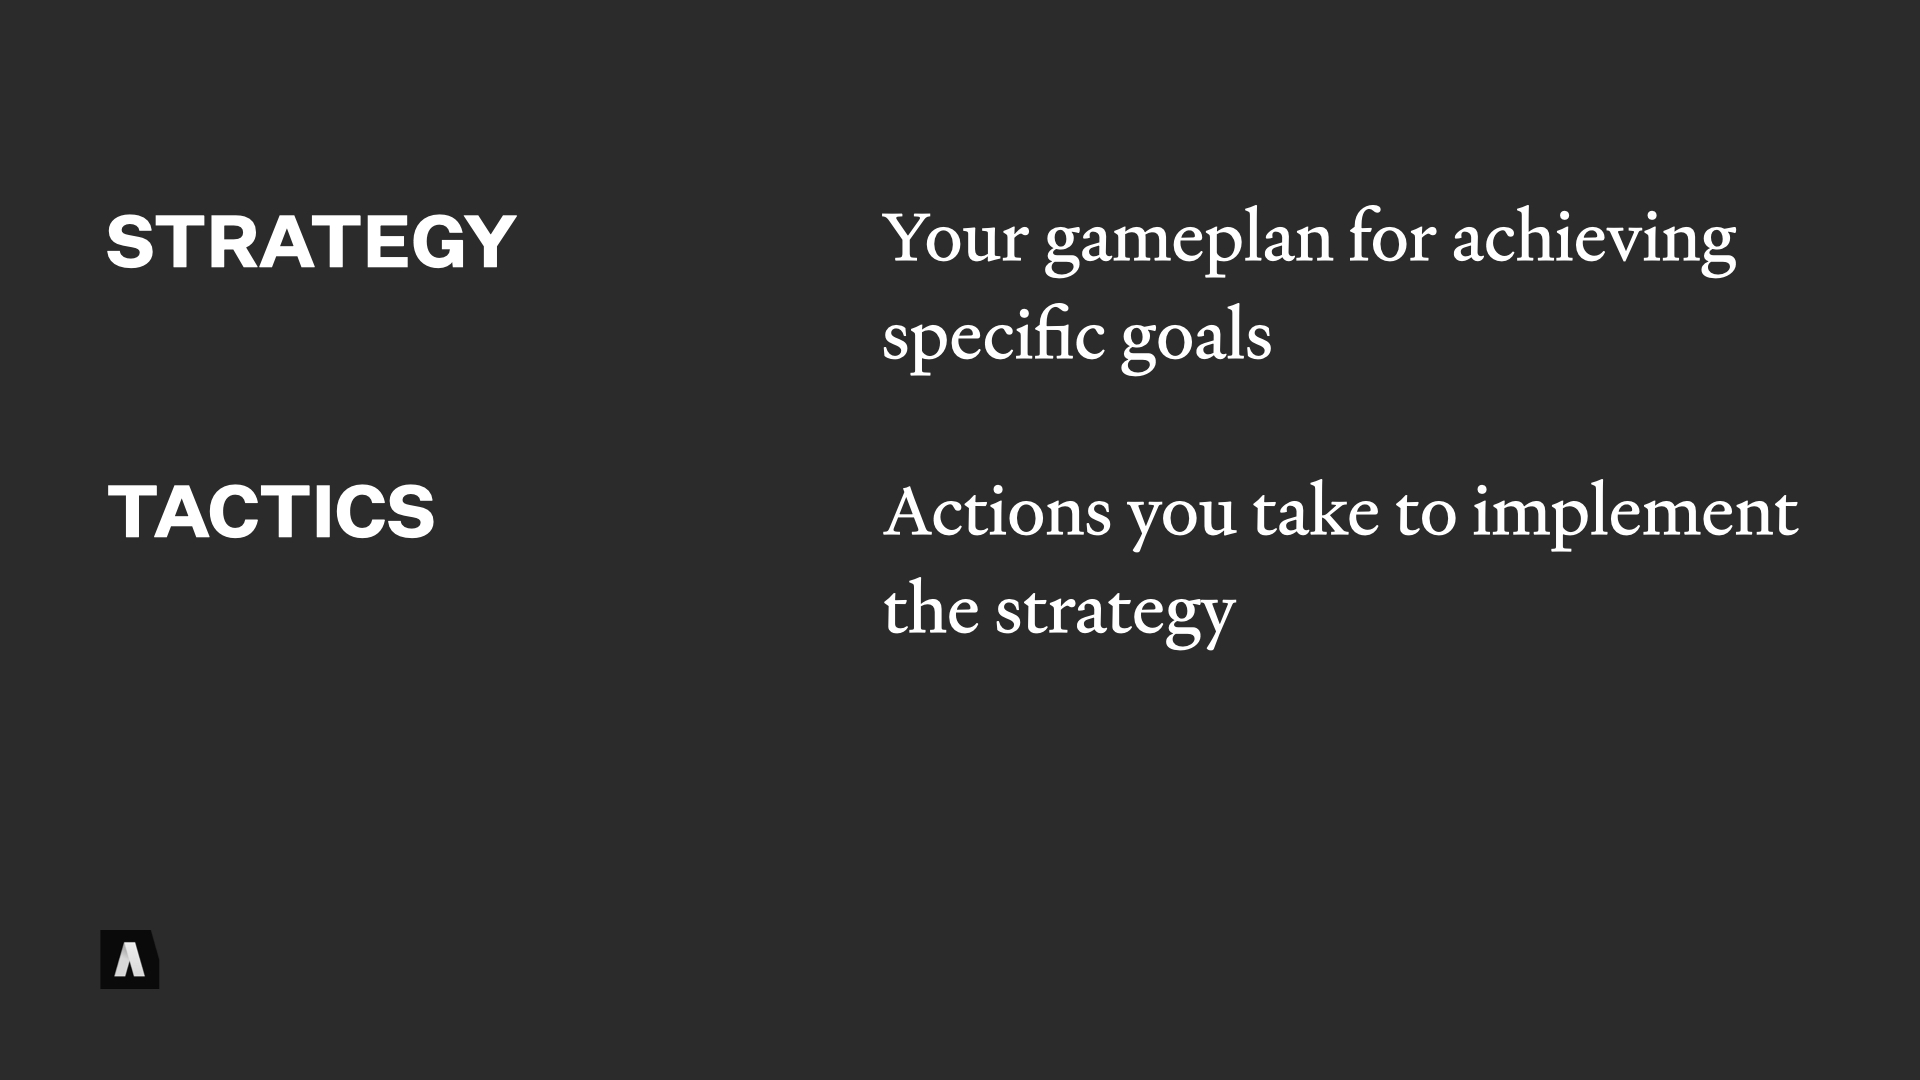 STRATEGY
Your gameplan for achieving
specific goals
TACTICS
Actions you take to implement
the strategy